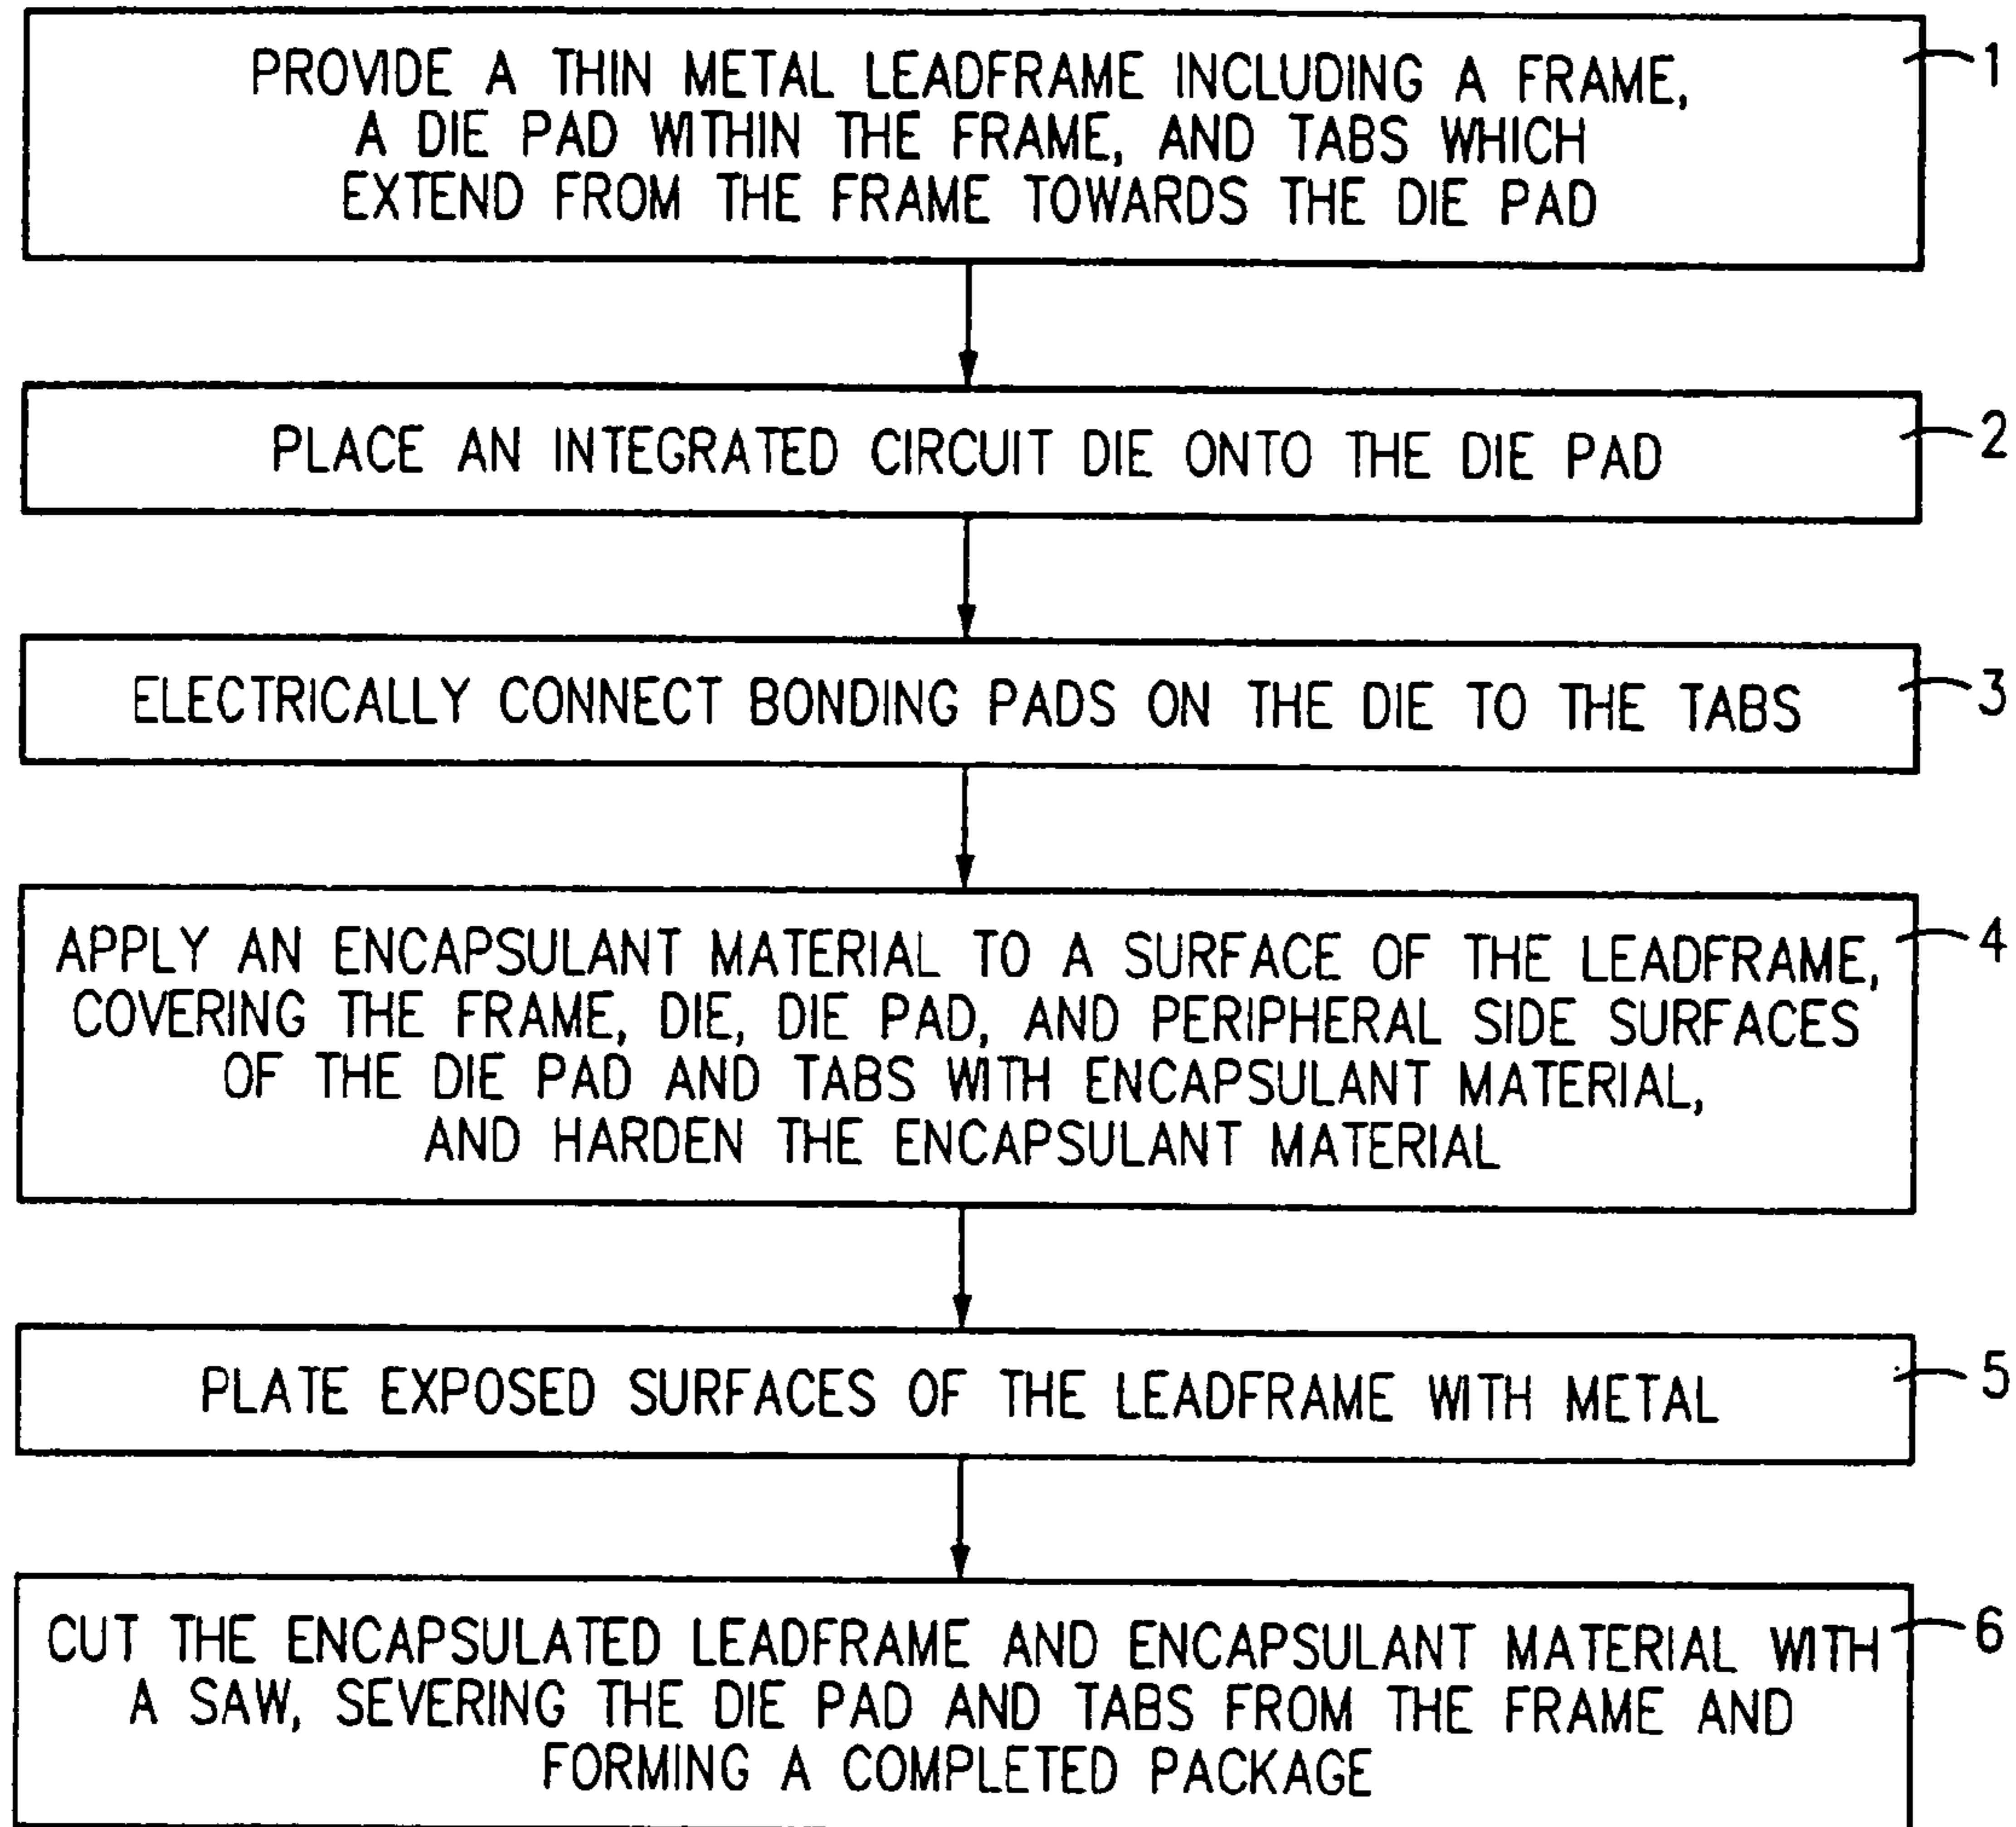 PROVIDE A THIN METAL LEADFRAME INCLUDING A FRAME,
A DIE PAD WITHIN THE FRAME, AND TABS WHICH
EXTEND FROM THE FRAME TOWARDS THE DIE PAD
1
PLACE AN INTEGRATED CIRCUIT DIE ONTO THE DIE PAD
2
ELECTRICALLY CONNECT BONDING PADS ON THE DIE TO THE TABS
3
APPLY AN ENCAPSULANT MATERIAL TO A SURFACE OF THE LEADFRAME,
COVERING THE FRAME, DIE, DIE PAD, AND PERIPHERAL SIDE SURFACES
OF THE DIE PAD AND TABS WITH ENCAPSULANT MATERIAL,
AND HARDEN THE ENCAPSULANT MATERIAL
4
PLATE EXPOSED SURFACES OF THE LEADFRAME WITH METAL
5
CUT THE ENCAPSULATED LEADFRAME AND ENCAPSULANT MATERIAL WITH
A SAW, SEVERING THE DIE PAD AND TABS FROM THE FRAME AND
FORMING A COMPLETED PACKAGE
6